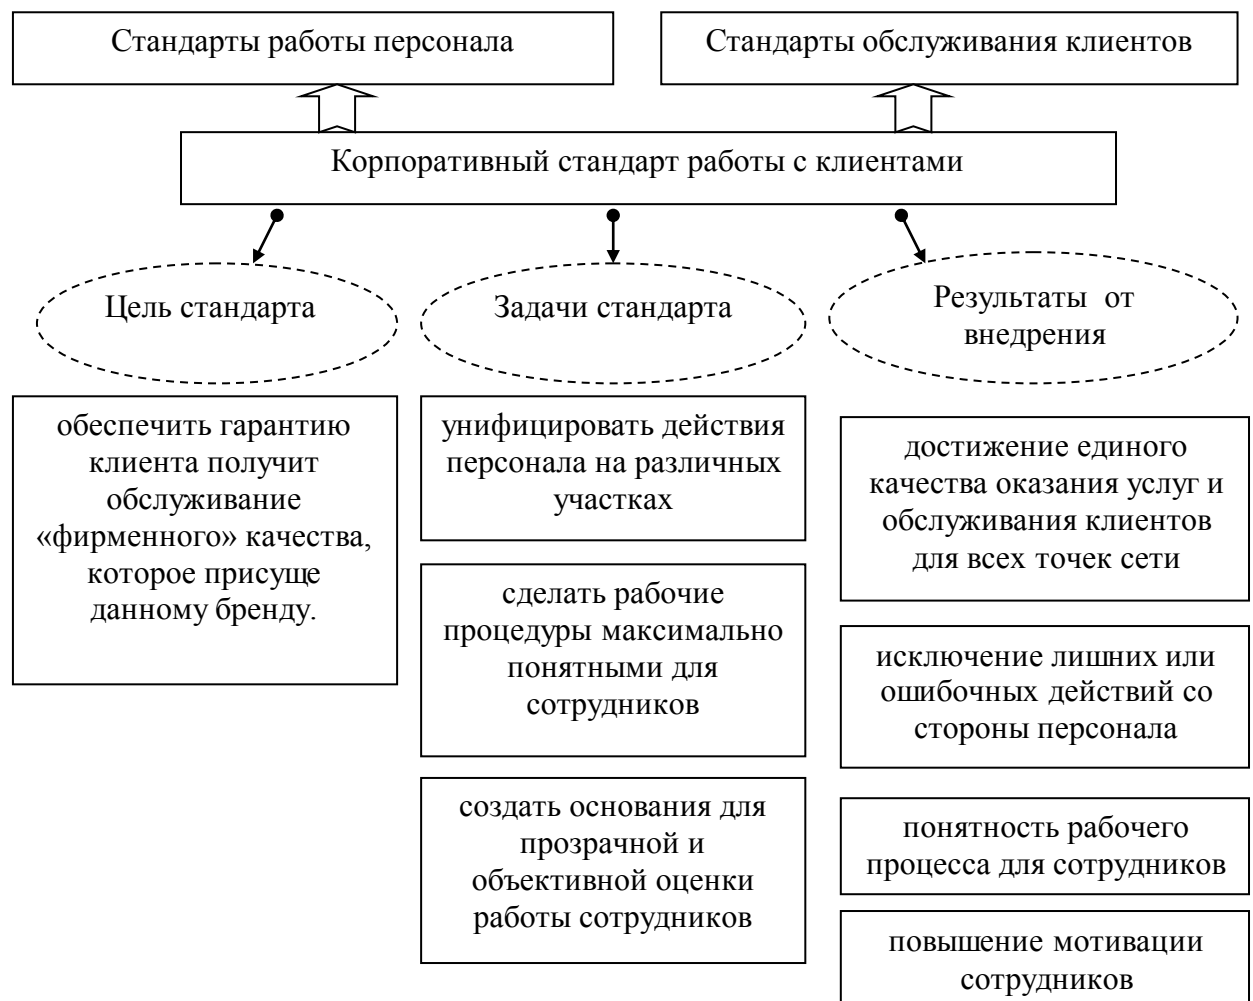 Стандарты работы персонала
Стандарты обслуживания клиентов
Корпоративный стандарт работы с клиентами
Цель стандарта
Задачи стандарта
Результаты от
внедрения
обеспечить гарантию
клиента получит
обслуживание
«фирменного» качества,
которое присуще
данному бренду.
унифицировать действия
персонала на различных
участках
сделать рабочие
процедуры максимально
понятными для
сотрудников
создать основания для
прозрачной и
объективной оценки
работы сотрудников
достижение единого
качества оказания услуг и
обслуживания клиентов
для всех точек сети
исключение лишних или
ошибочных действий со
стороны персонала
понятность рабочего
процесса для сотрудников
повышение мотивации
сотрудников